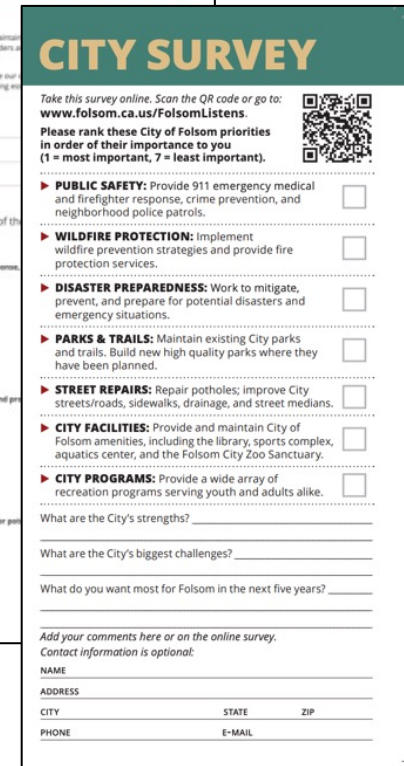 CITY SURVEY
Take this survey online. Scan the QR code or go to:
www.folsom.ca.us/FolsomListens.
Please rank these City of Folsom priorities
in order of their importance to you
(1 = most important, 7 = least important).
PUBLIC SAFETY: Provide 911 emergency medical
and firefighter response, crime prevention, and
neighborhood police patrols.
WILDFIRE PROTECTION: Implement
wildfire prevention strategies and provide fire
protection services.
DISASTER PREPAREDNESS: Work to mitigate,
prevent, and prepare for potential disasters and
emergency situations.
PARKS & TRAILS: Maintain existing City parks
and trails. Build new high quality parks where they
have been planned.
STREET REPAIRS: Repair potholes; improve City
streets/roads, sidewalks, drainage, and street medians.
CITY FACILITIES: Provide and maintain City of
Folsom amenities, including the library, sports complex,
aquatics center, and the Folsom City Zoo Sanctuary.
CITY PROGRAMS: Provide a wide array of
recreation programs serving youth and adults alike.
What are the City's strengths?
What are the City's biggest challenges?
What do you want most for Folsom in the next five years?
Add your comments here or on the online survey.
Contact information is optional:
NAME
ADDRESS
CITY STATE ZIP
PHONE E-MAIL